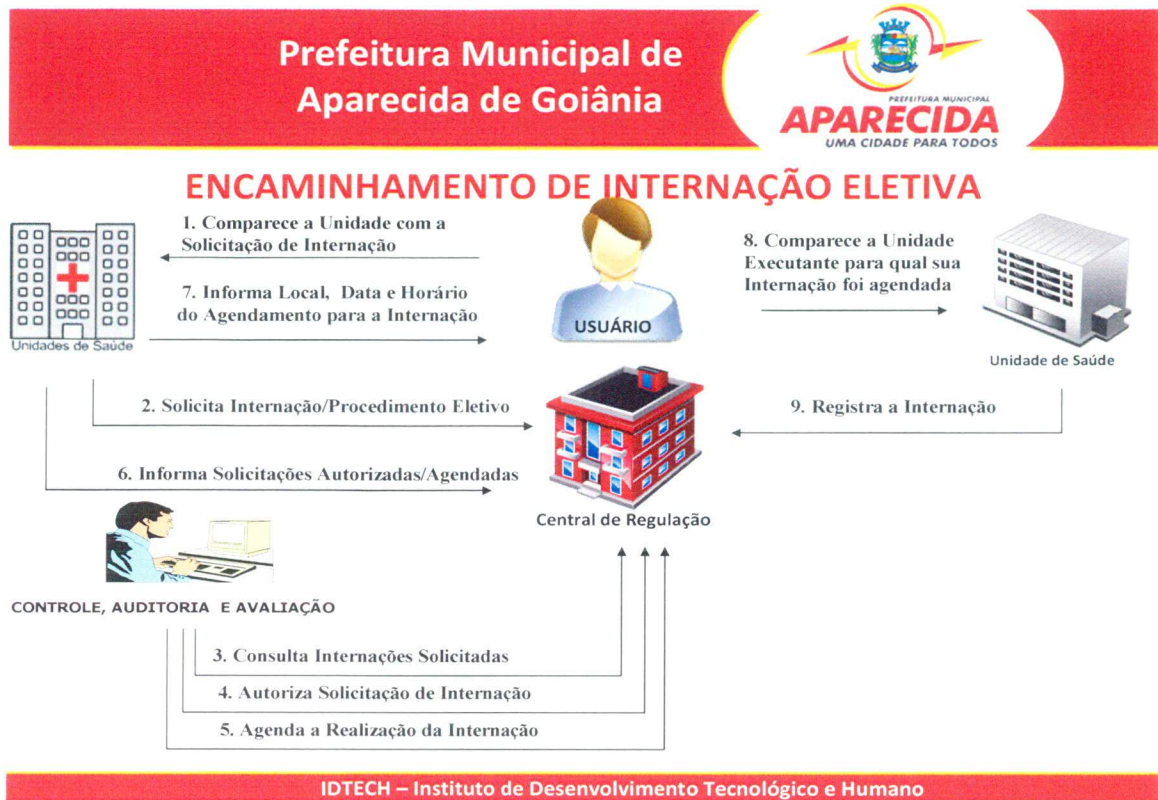 Prefeitura Municipal de
Aparecida de Goiânia
PREFEITURA MUNICIPAL
APARECIDA
UMA CIDADE PARA TODOS
ENCAMINHAMENTO DE INTERNAÇÃO ELETIVA
1. Comparece a Unidade com a
Solicitação de Internação
7. Informa Local, Data e Horário
do Agendamento para a Internação
Unidades de Saúde
USUÁRIO
8. Comparece a Unidade
Executante para qual sua
Internação foi agendada
Unidade de Saúde
2. Solicita Internação/Procedimento Eletivo
9. Registra a Internação
6. Informa Solicitações Autorizadas/Agendadas
Central de Regulação
CONTROLE, AUDITORIA E AVALIAÇÃO
3. Consulta Internações Solicitadas
4. Autoriza Solicitação de Internação
5. Agenda a Realização da Internação
IDTECH – Instituto de Desenvolvimento Tecnológico e Humano